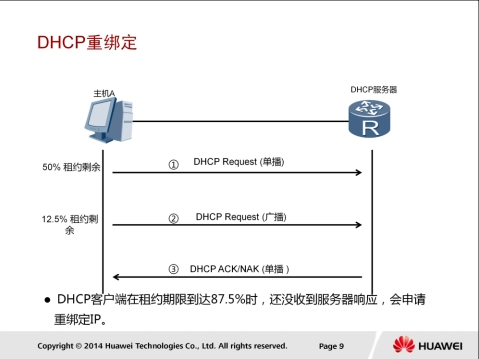 DHCP重绑定
主机A
DHCP服务器
R
50% 租约剩余
① DHCP Request (单播)
12.5% 租约剩
余
② DHCP Request (广播)
③ DHCP ACK/NAK (单播 )
● DHCP客户端在租约期限到达87.5%时，还没收到服务器响应，会申请
重绑定IP。
Copyright © 2014 Huawei Technologies Co., Ltd. All rights reserved.
Page 9
HUAWEI